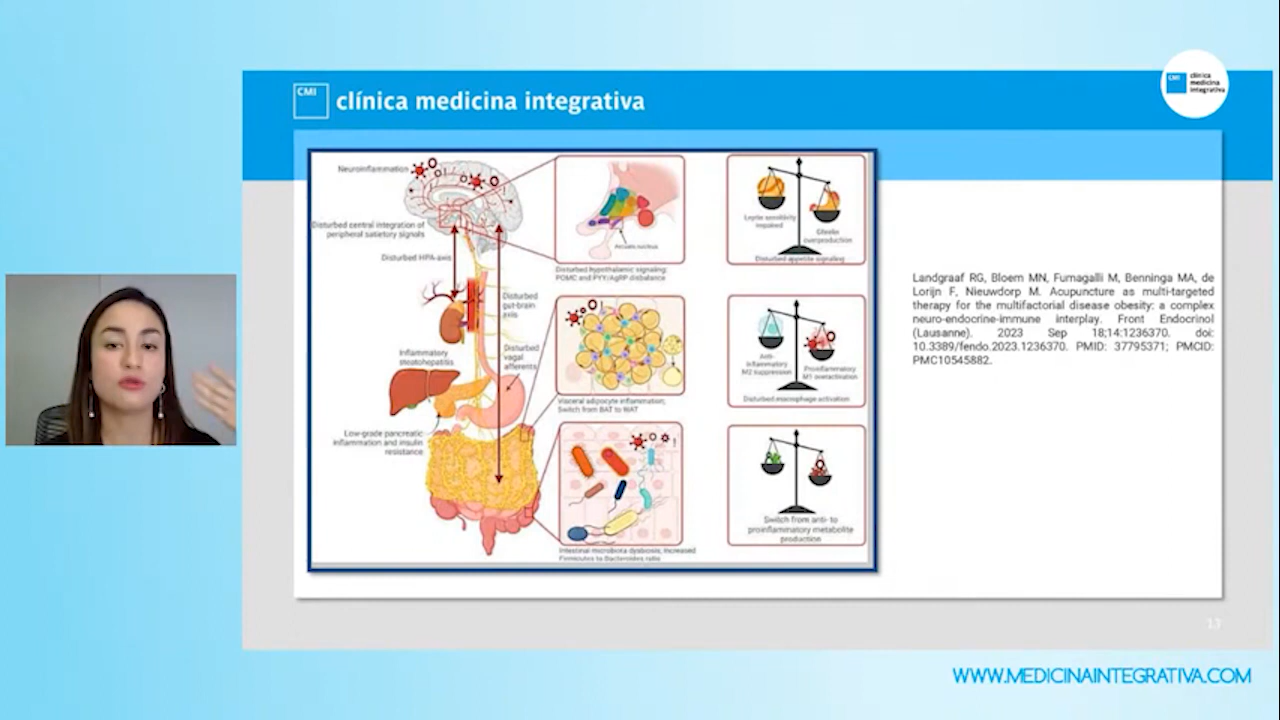 CMI
clínica medicina integrativa
CMI
clínica
medicina
integrativa
Neuroinflammation
Disturbed central integration of
peripheral satiety signals
Disturbed HPA-axis
Disturbed
gut-brain
axis
Inflammatory
steatohepatitis
Disturbed
vagal
afferents
Low-grade pancreatic
inflammation and insulin
resistance
Arcuate nucleus
Disturbed hypothalamic signaling:
POMC and PYY/AgRP disbalance
Visceral adipocyte inflammation;
Switch from BAT to WAT
Intestinal microbiota dysbiosis; increased
Firmicutes to Bacteroides ratio
Leptin sensitivity
impaired
Ghrelin
overproduction
Disturbed appetite signaling
Anti-
inflammatory
M2 suppression
Proinflammatory
M1 overactivation
Disturbed macrophage activation
Switch from anti- to
proinflammatory metabolite
production
Landgraaf RG, Bloem MN, Fumagalli M, Benninga MA, de
Lorijn F, Nieuwdorp M. Acupuncture as multi-targeted
therapy for the multifactorial disease obesity: a complex
neuro-endocrine-immune interplay. Front Endocrinol
(Lausanne). 2023 Sep 18;14:1236370. doi:
10.3389/fendo.2023.1236370. PMID: 37795371; PMCID:
PMC10545882.
13
WWW.MEDICINAINTEGRATIVA.COM